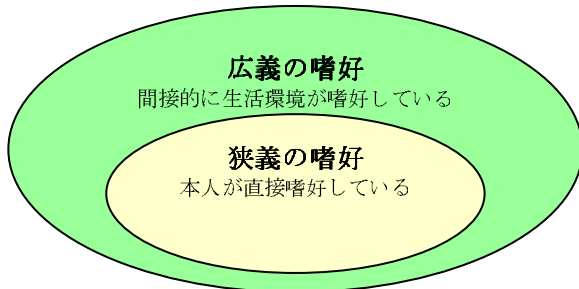 広義の嗜好
間接的に生活環境が嗜好している
狭義の嗜好
本人が直接嗜好している